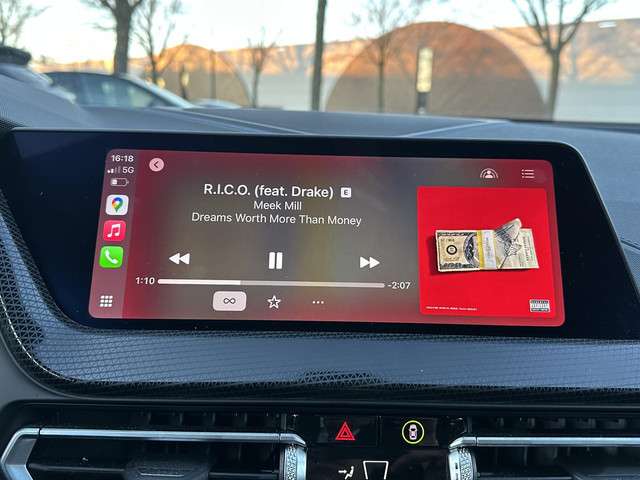 16:18
5G
R.I.C.O. (feat. Drake) E
Meek Mill
Dreams Worth More Than Money
1:10
-2:07